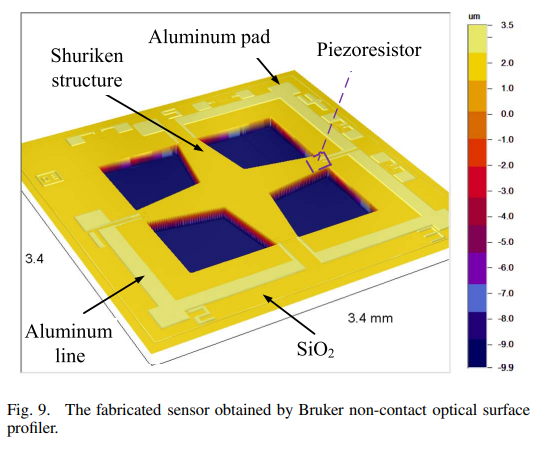 um
3.5
2.0
1.0
0.0
-1.0
-2.0
-3.0
-4.0
-5.0
-6.0
-7.0
-8.0
-9.0
-9.9
Aluminum pad
Shuriken
structure
Piezoresistor
3.4
3.4 mm
Aluminum
line
SiO₂
Fig. 9. The fabricated sensor obtained by Bruker non-contact optical surface
profiler.